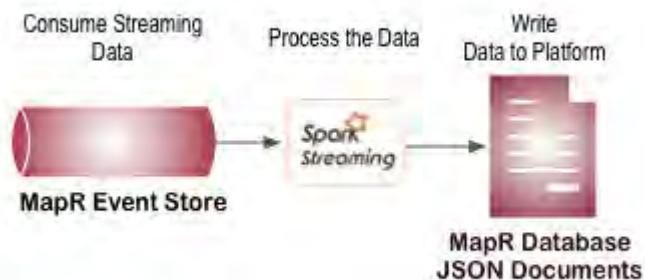 Consume Streaming
Data
Process the Data
Write
Data to Platform
Spark
Streaming
MapR Event Store
MapR Database
JSON Documents